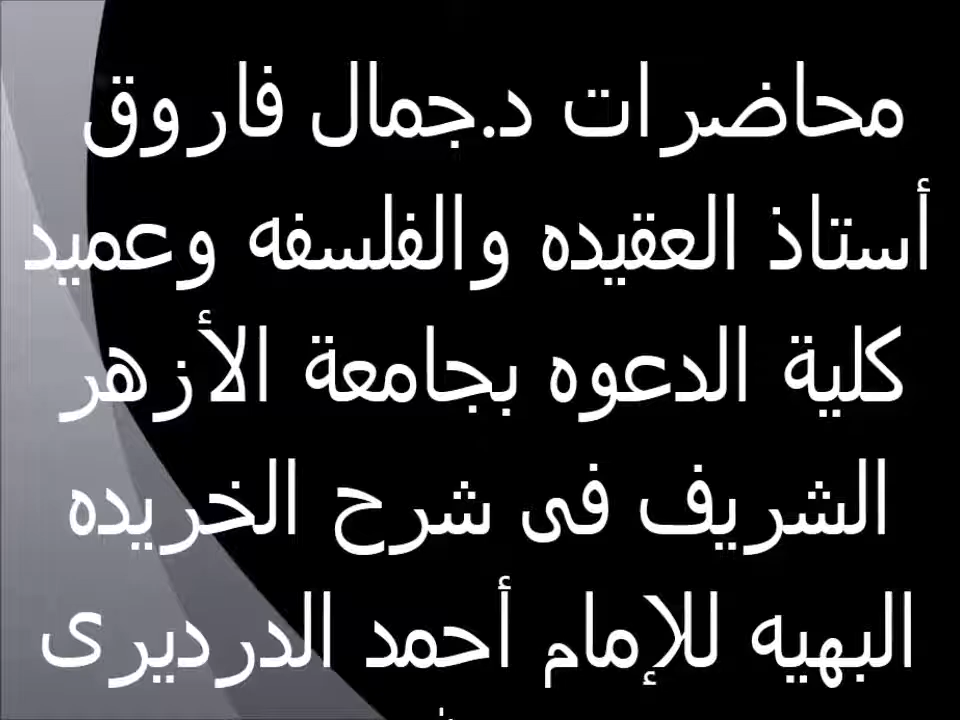 محاضرات د.جمال فاروق
أستاذ العقيده والفلسفه وعميد
كلية الدعوه بجامعة الأزهر
الشريف فى شرح الخريده
البهيه للإمام أحمد الدرديرى